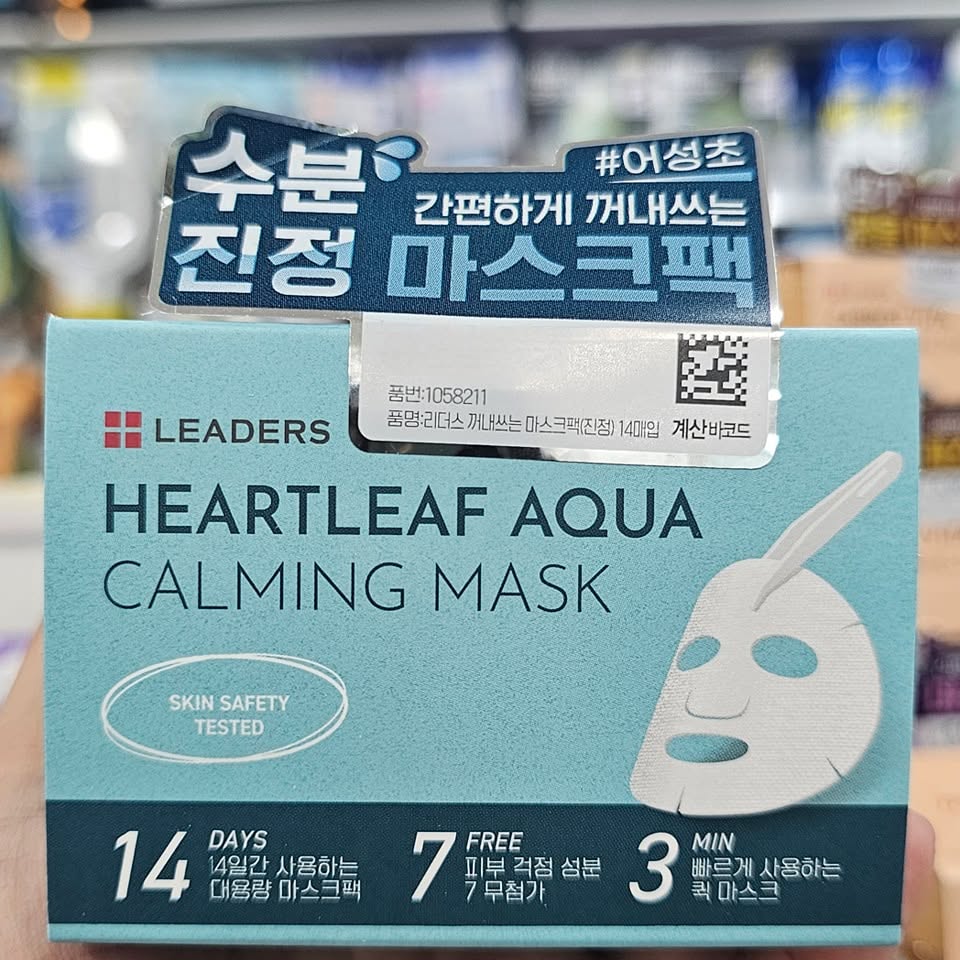 수분
진정
#어성초
간편하게 꺼내쓰는
마스크팩
품번:1058211
품명:리더스 꺼내쓰는 마스크팩(진정) 14매입
계산바코드
LEADERS
HEARTLEAF AQUA
CALMING MASK
SKIN SAFETY
TESTED
14 DAYS
14일간 사용하는
대용량 마스크팩
7 FREE
피부 걱정 성분
7 무첨가
3 MIN
빠르게 사용하는
퀵 마스크